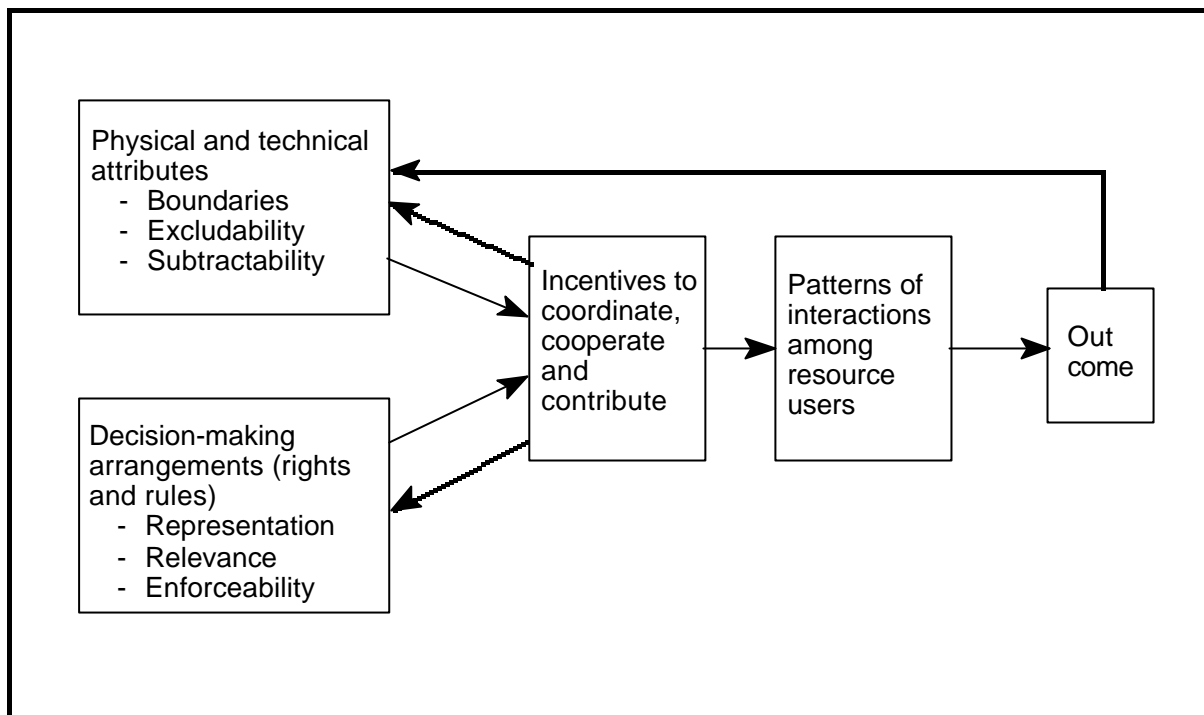 Physical and technical
attributes
- Boundaries
- Excludability
- Subtractability
Decision-making
arrangements (rights
and rules)
- Representation
- Relevance
- Enforceability
Incentives to
coordinate,
cooperate
and
contribute
Patterns of
interactions
among
resource
users
Out
come